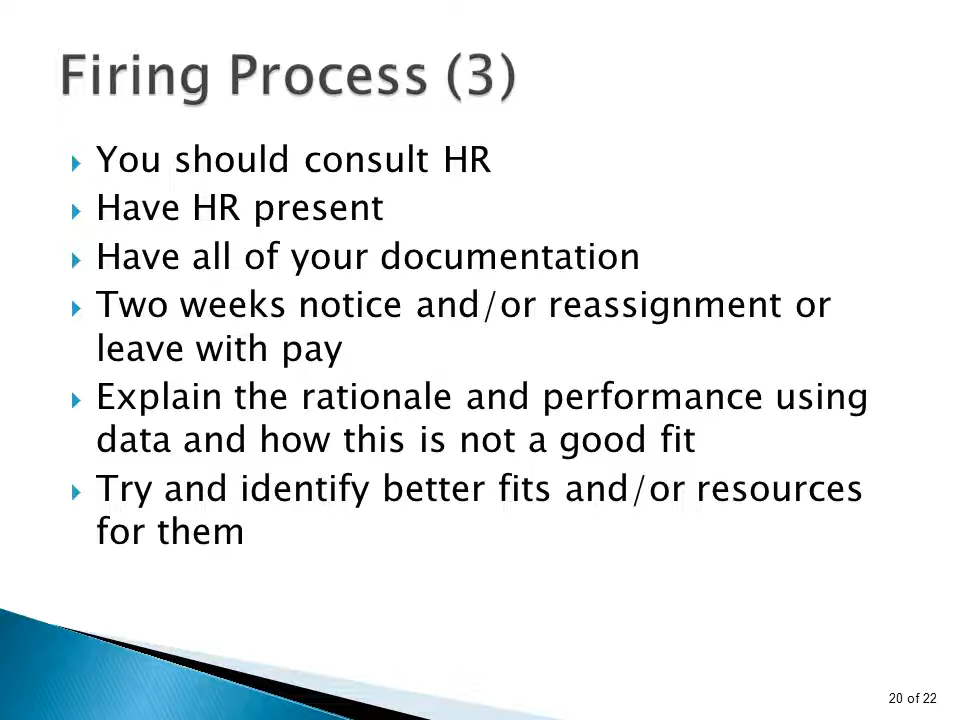 Firing Process (3)
You should consult HR
Have HR present
Have all of your documentation
Two weeks notice and/or reassignment or
leave with pay
Explain the rationale and performance using
data and how this is not a good fit
Try and identify better fits and/or resources
for them
20 of 22